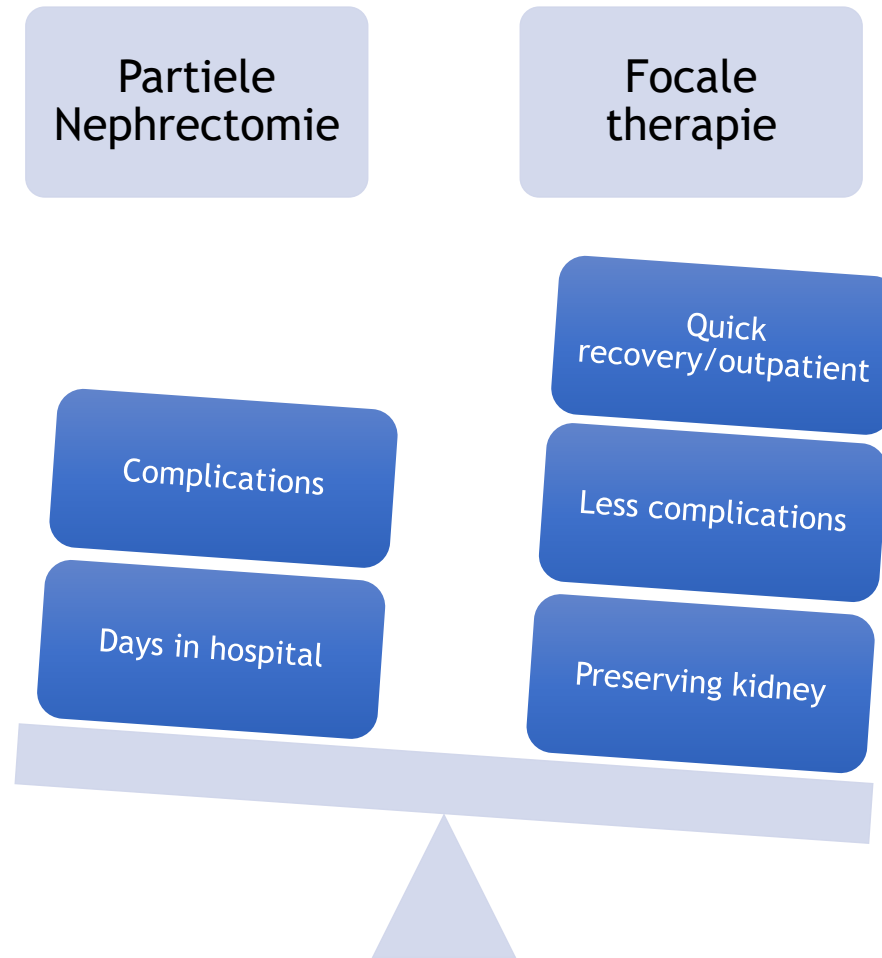 Partiele
Nephrectomie
Focale
therapie
Complications
Days in hospital
Quick
recovery/outpatient
Less complications
Preserving kidney